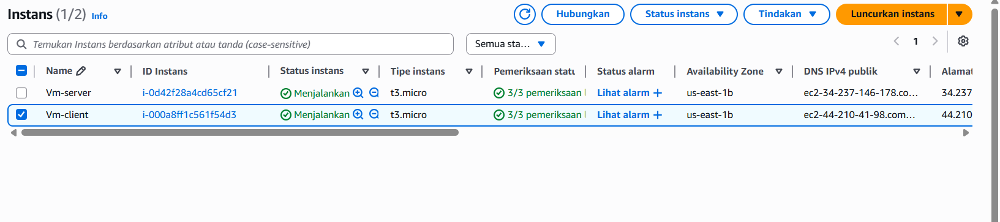 Instans (1/2) Info
Hubungkan
Status instans
Tindakan
Luncurkan instans
Temukan Instans berdasarkan atribut atau tanda (case-sensitive)
Semua sta...
1
Name ID Instans Status instans Tipe instans Pemeriksaan statu Status alarm Availability Zone DNS IPv4 publik Alamat
Vm-server i-0d42f28a4cd65cf21 Menjalankan t3.micro 3/3 pemeriksaan Lihat alarm + us-east-1b ec2-34-237-146-178.co... 34.237
Vm-client i-000a8ff1c561f54d3 Menjalankan t3.micro 3/3 pemeriksaan Lihat alarm + us-east-1b ec2-44-210-41-98.com... 44.210